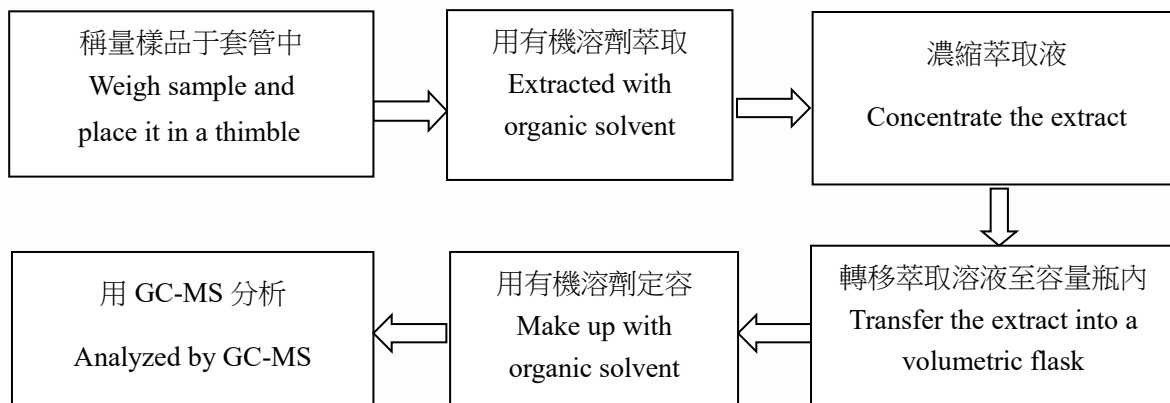 稱量樣品于套管中
Weigh sample and
place it in a thimble
用有機溶劑萃取
Extracted with
organic solvent
濃縮萃取液
Concentrate the extract
轉移萃取溶液至容量瓶內
Transfer the extract into a
volumetric flask
用有機溶劑定容
Make up with
organic solvent
用 GC-MS 分析
Analyzed by GC-MS